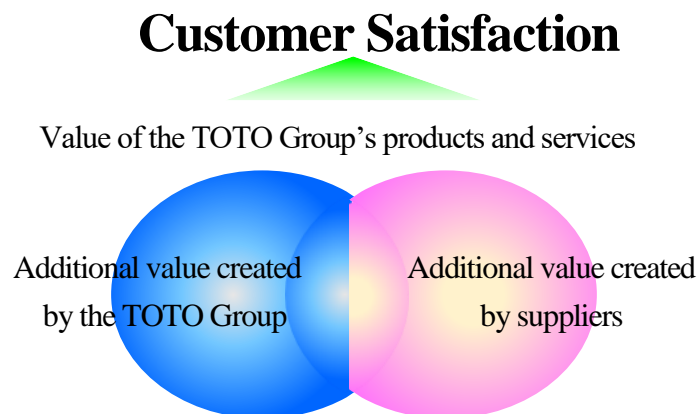 Customer Satisfaction
Value of the TOTO Group’s products and services
Additional value created
by the TOTO Group
Additional value created
by suppliers